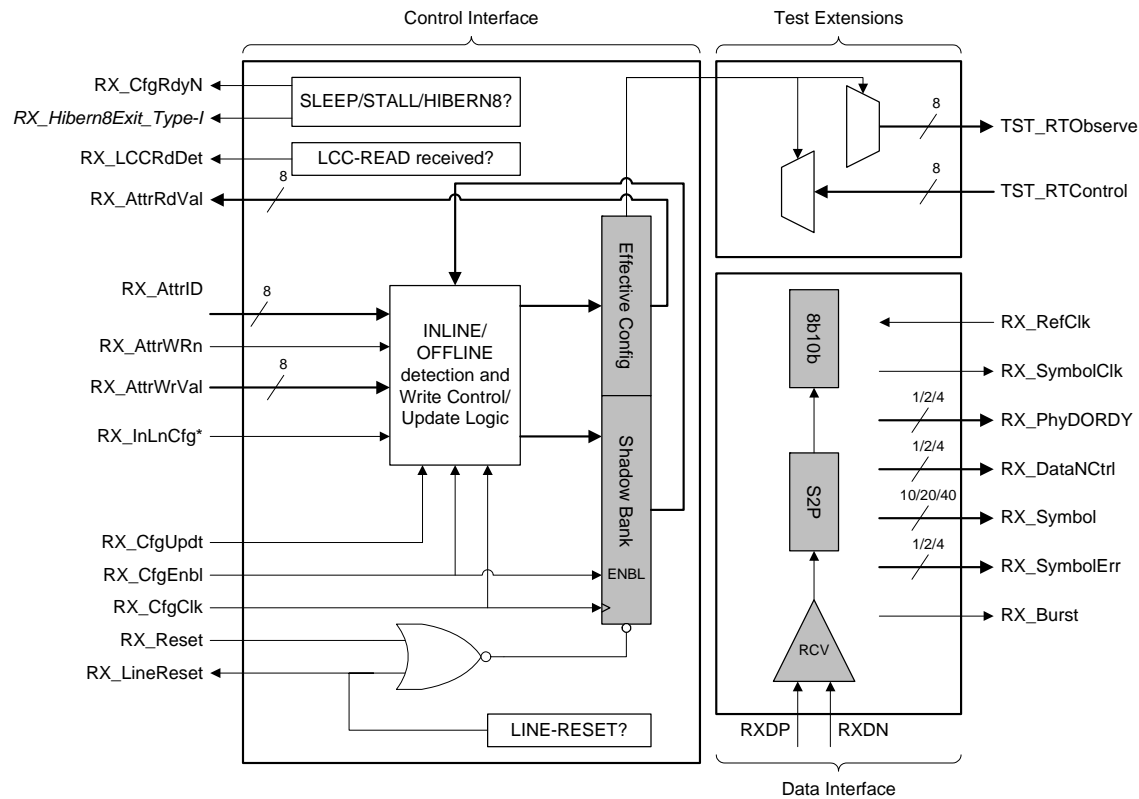 Control Interface
Test Extensions
RX_CfgRdyN
RX_Hibern8Exit_Type-I
RX_LCCRdDet
RX_AttrRdVal
RX_AttrID
RX_AttrWRn
RX_AttrWrVal
RX_InLnCfg*
RX_CfgUpdt
RX_CfgEnbl
RX_CfgClk
RX_Reset
RX_LineReset
SLEEP/STALL/HIBERN8?
LCC-READ received?
8
8
8
INLINE/
OFFLINE
detection and
Write Control/
Update Logic
Effective Config
Shadow Bank
ENBL
LINE-RESET?
8
TST_RTObserve
8
TST_RTControl
8b10b
S2P
RCV
RXDP
RXDN
RX_RefClk
RX_SymbolClk
1/2/4
RX_PhyDORDY
1/2/4
RX_DataNCtrl
10/20/40
RX_Symbol
1/2/4
RX_SymbolErr
RX_Burst
Data Interface